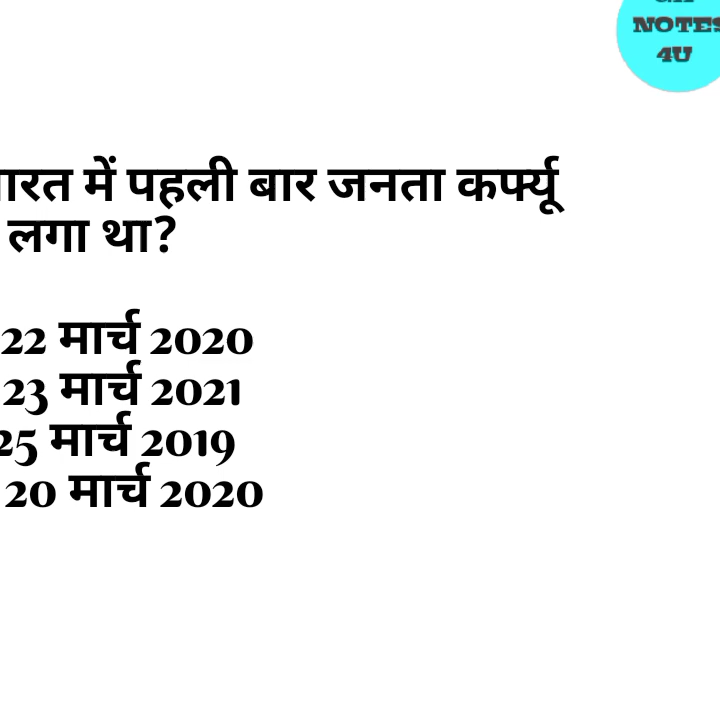 NOTES
4U
भारत में पहली बार जनता कर्फ्यू
लगा था?
22 मार्च 2020
23 मार्च 2021
25 मार्च 2019
20 मार्च 2020